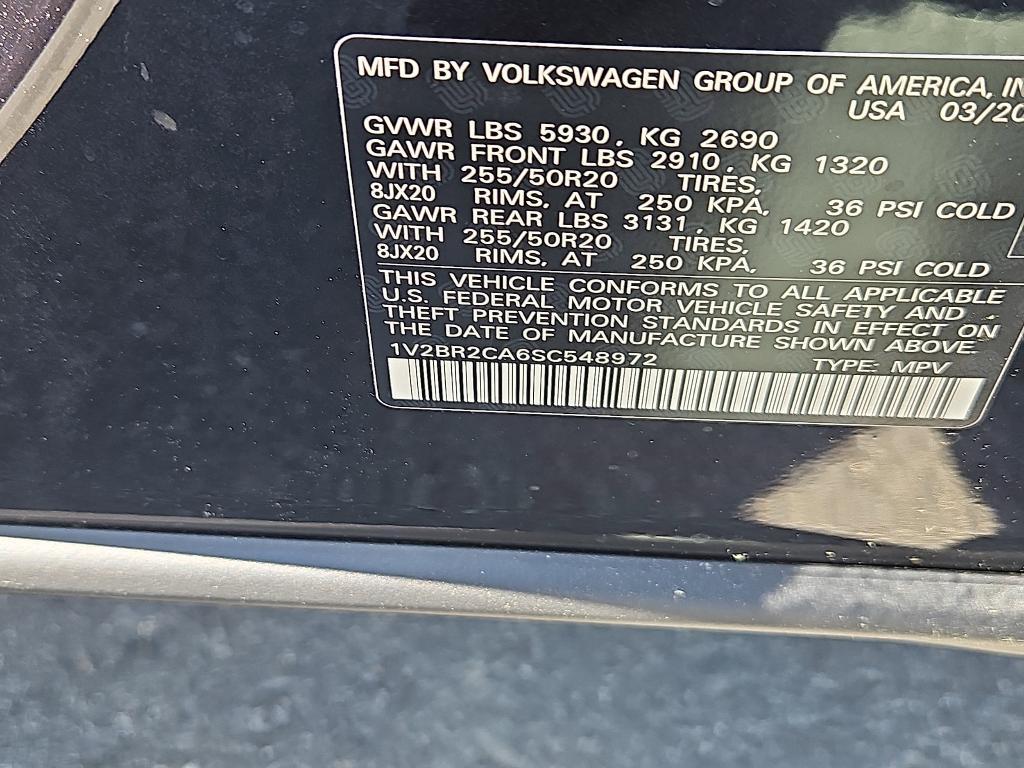 MFD BY VOLKSWAGEN GROUP OF AMERICA, IN
USA 03/20
GVWR LBS 5930, KG 2690
GAWR FRONT LBS 2910, KG 1320
WITH 255/50R20 TIRES,
8JX20 RIMS, AT 250 KPA, 36 PSI COLD
GAWR REAR LBS 3131, KG 1420
WITH 255/50R20 TIRES,
8JX20 RIMS, AT 250 KPA, 36 PSI COLD
THIS VEHICLE CONFORMS TO ALL APPLICABLE
U.S. FEDERAL MOTOR VEHICLE SAFETY AND
THEFT PREVENTION STANDARDS IN EFFECT ON
THE DATE OF MANUFACTURE SHOWN ABOVE.
1V2BR2CA6SC548972 TYPE: MPV